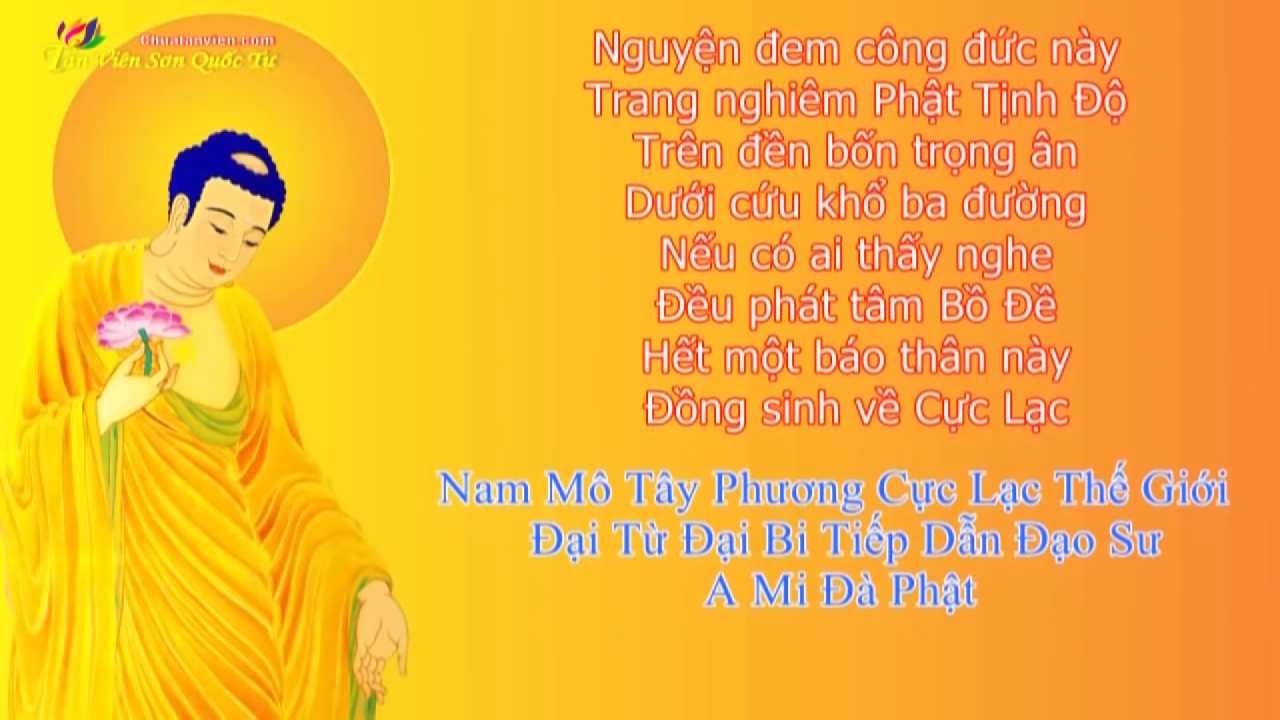 Chuatanvien.com
Tản Viên Sơn Quốc Tự
Nguyện đem công đức này
Trang nghiêm Phật Tịnh Độ
Trên đền bốn trọng ân
Dưới cứu khổ ba đường
Nếu có ai thấy nghe
Đều phát tâm Bồ Đề
Hết một báo thân này
Đồng sinh về Cực Lạc
Nam Mô Tây Phương Cực Lạc Thế Giới
Đại Từ Đại Bi Tiếp Dẫn Đạo Sư
A Mi Đà Phật